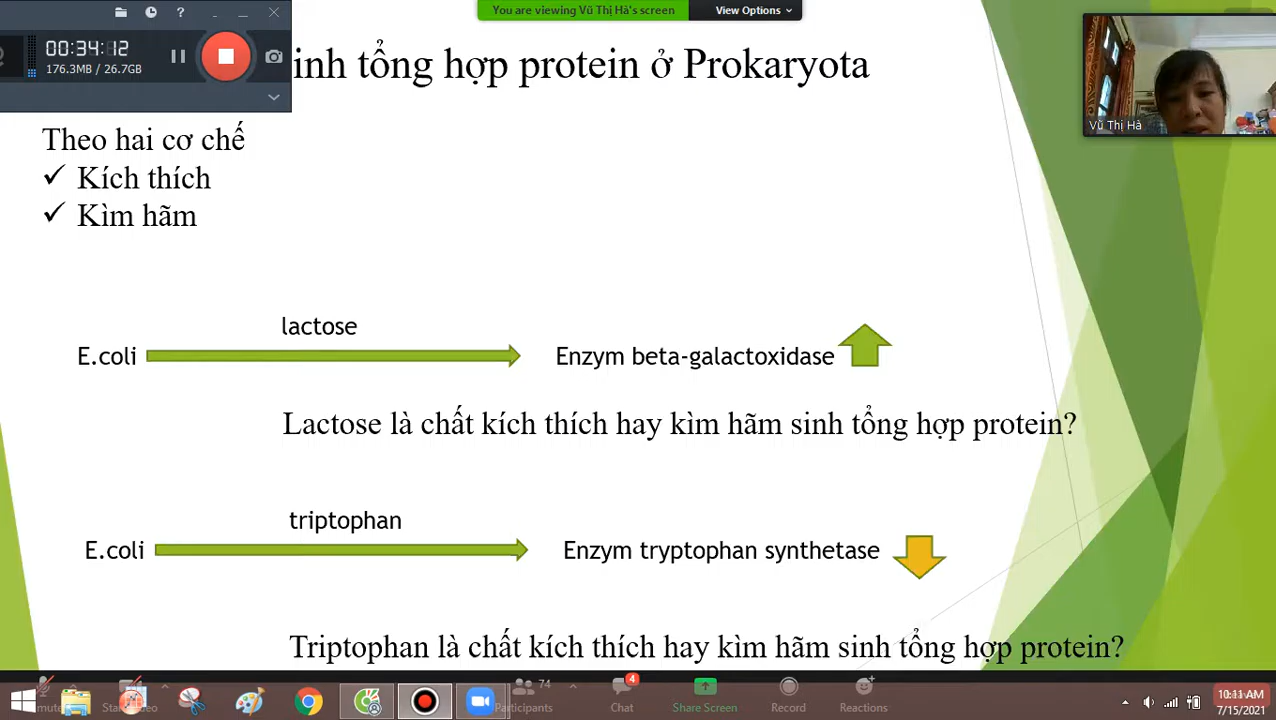 You are viewing Vũ Thị Hà's screen
View Options
00:34:12
176.3MB / 26.7GB
inh tổng hợp protein ở Prokaryota
Vũ Thị Hà
Theo hai cơ chế
✓ Kích thích
✓ Kìm hãm
lactose
E.coli
Enzym beta-galactoxidase
Lactose là chất kích thích hay kìm hãm sinh tổng hợp protein?
triptophan
E.coli
Enzym tryptophan synthetase
Triptophan là chất kích thích hay kìm hãm sinh tổng hợp protein?
74
4
Participants
Chat
Share Screen
Record
Reactions
10:11 AM
7/15/2021